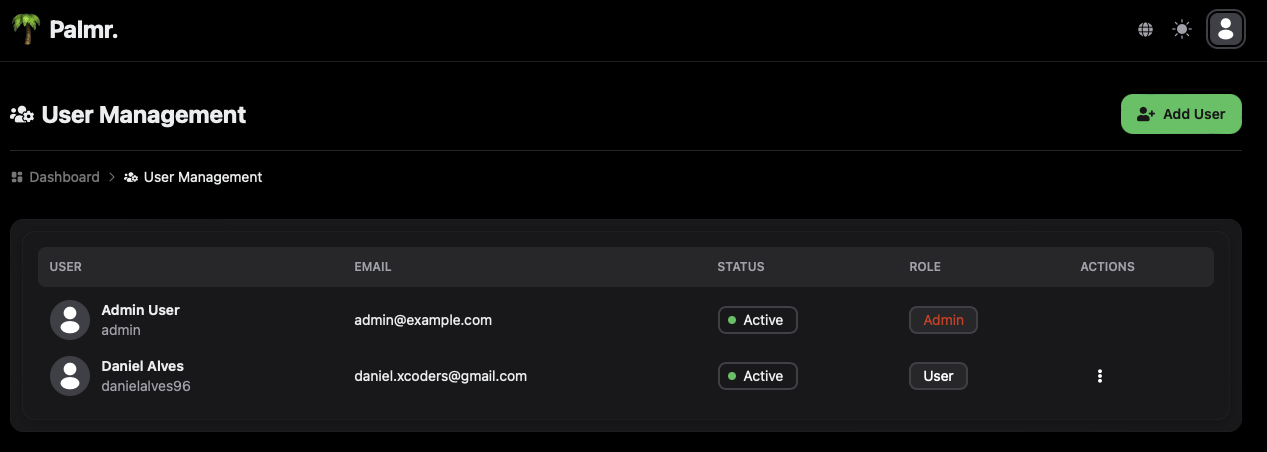 Palmr.
User Management
Add User
Dashboard > User Management
USER EMAIL STATUS ROLE ACTIONS
Admin User
admin
admin@example.com Active Admin
Daniel Alves
danielalves96
daniel.xcoders@gmail.com Active User